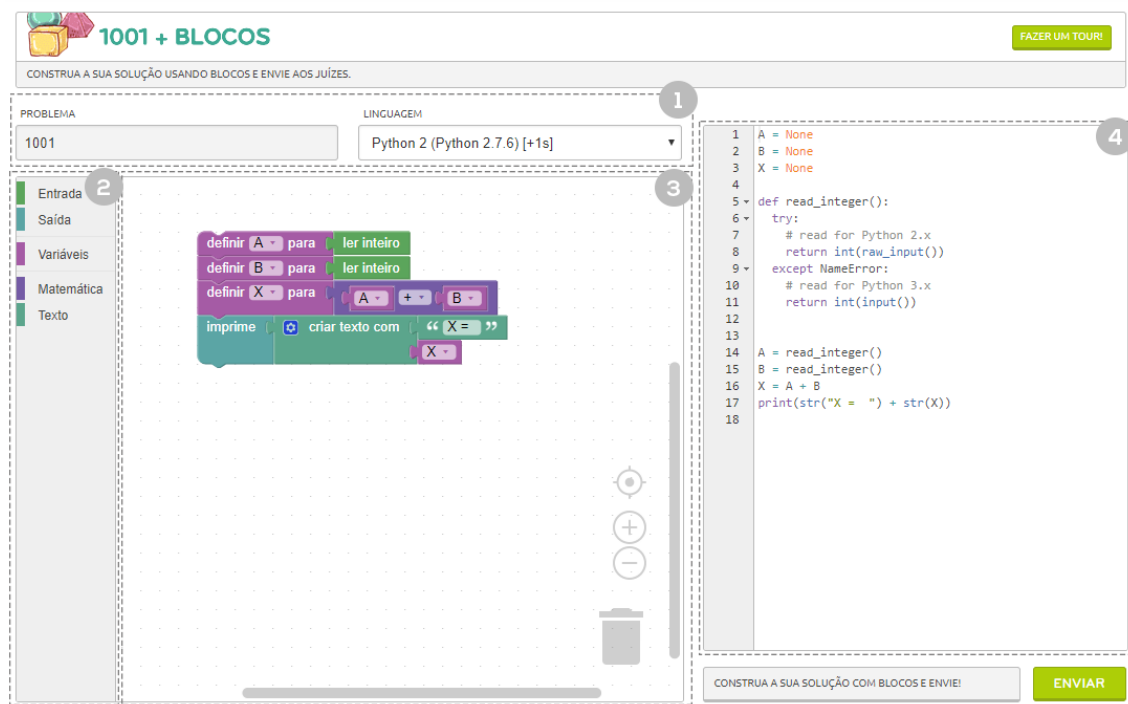 1001 + BLOCOS
FAZER UM TOUR!
CONSTRUA A SUA SOLUÇÃO USANDO BLOCOS E ENVIE AOS JUÍZES.
1
PROBLEMA
LINGUAGEM
1001
Python 2 (Python 2.7.6) [+1s]
2
Entrada
Saída
Variáveis
Matemática
Texto
3
definir A para ler inteiro
definir B para ler inteiro
definir X para A + B
imprime criar texto com “ X = ”
X
4
1 A = None
2 B = None
3 X = None
4
5 def read_integer():
6 try:
7 # read for Python 2.x
8 return int(raw_input())
9 except NameError:
10 # read for Python 3.x
11 return int(input())
12
13
14 A = read_integer()
15 B = read_integer()
16 X = A + B
17 print(str("X =  ") + str(X))
18
CONSTRUA A SUA SOLUÇÃO COM BLOCOS E ENVIE!
ENVIAR